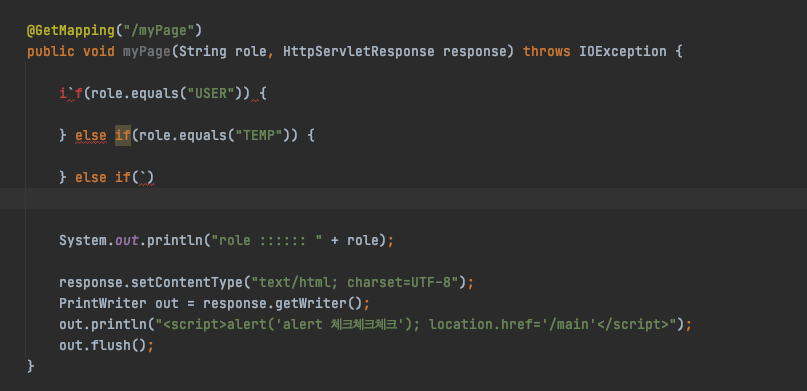 @GetMapping("/myPage")
public void myPage(String role, HttpServletResponse response) throws IOException {
i`f(role.equals("USER")) {
} else if(role.equals("TEMP")) {
} else if(`)
System.out.println("role :::::: " + role);
response.setContentType("text/html; charset=UTF-8");
PrintWriter out = response.getWriter();
out.println("<script>alert('alert 체크체크체크'); location.href='/main'</script>");
out.flush();
}